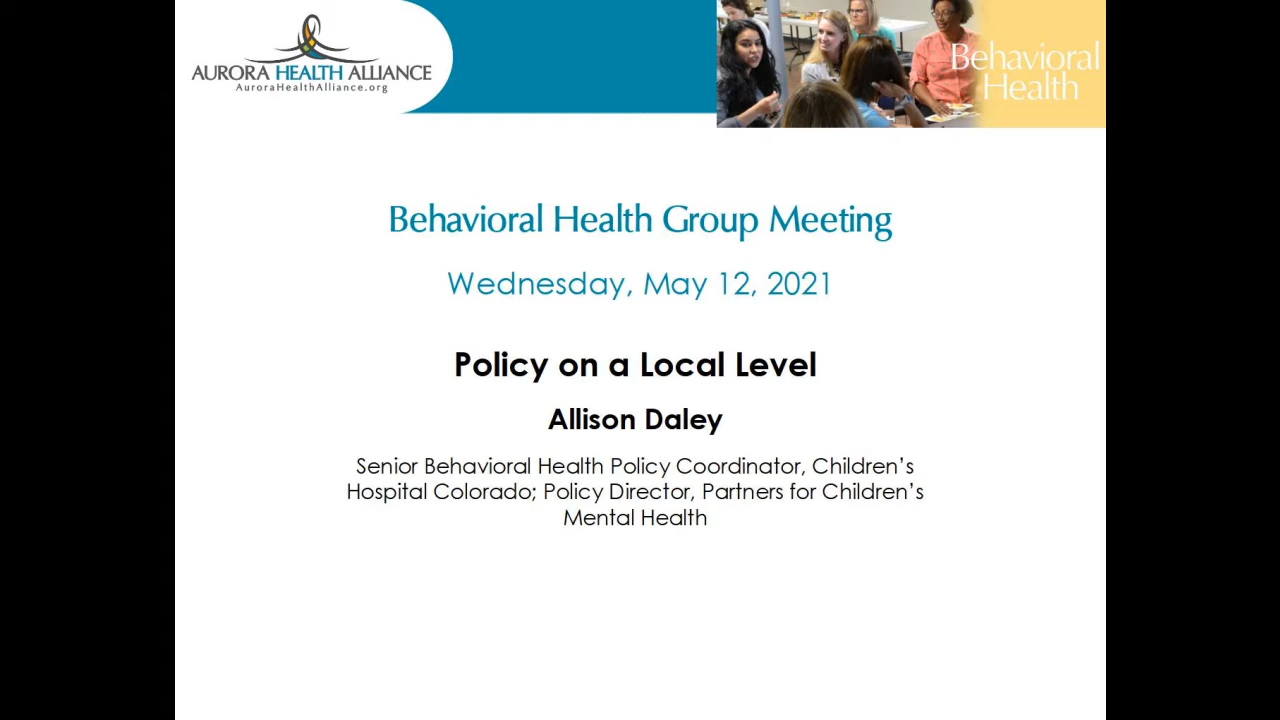 AURORA HEALTH ALLIANCE
AuroraHealthAlliance.org
Behavioral
Health
Behavioral Health Group Meeting
Wednesday, May 12, 2021
Policy on a Local Level
Allison Daley
Senior Behavioral Health Policy Coordinator, Children’s
Hospital Colorado; Policy Director, Partners for Children’s
Mental Health